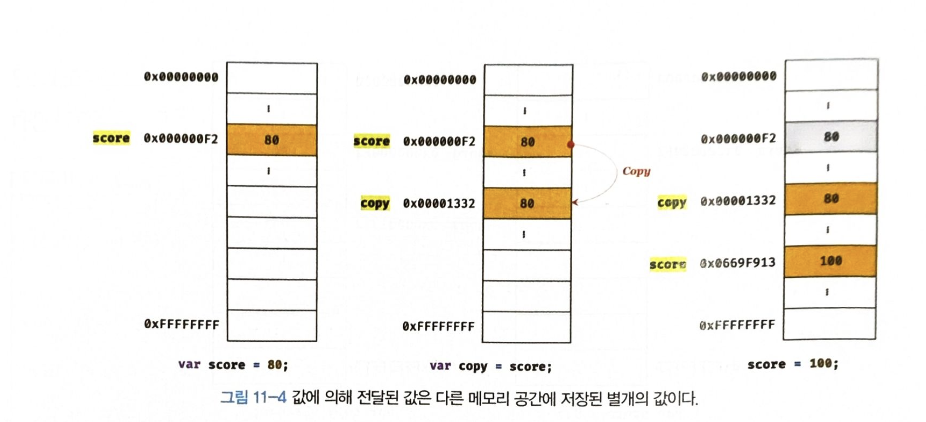 0x00000000
score 0x000000F2 80
0xFFFFFFFF
var score = 80;
0x00000000
score 0x000000F2 80
Copy
copy 0x00001332 80
0xFFFFFFFF
var copy = score;
0x00000000
0x000000F2 80
copy 0x00001332 80
score 0x0669F913 100
0xFFFFFFFF
score = 100;
그림 11-4 값에 의해 전달된 값은 다른 메모리 공간에 저장된 별개의 값이다.